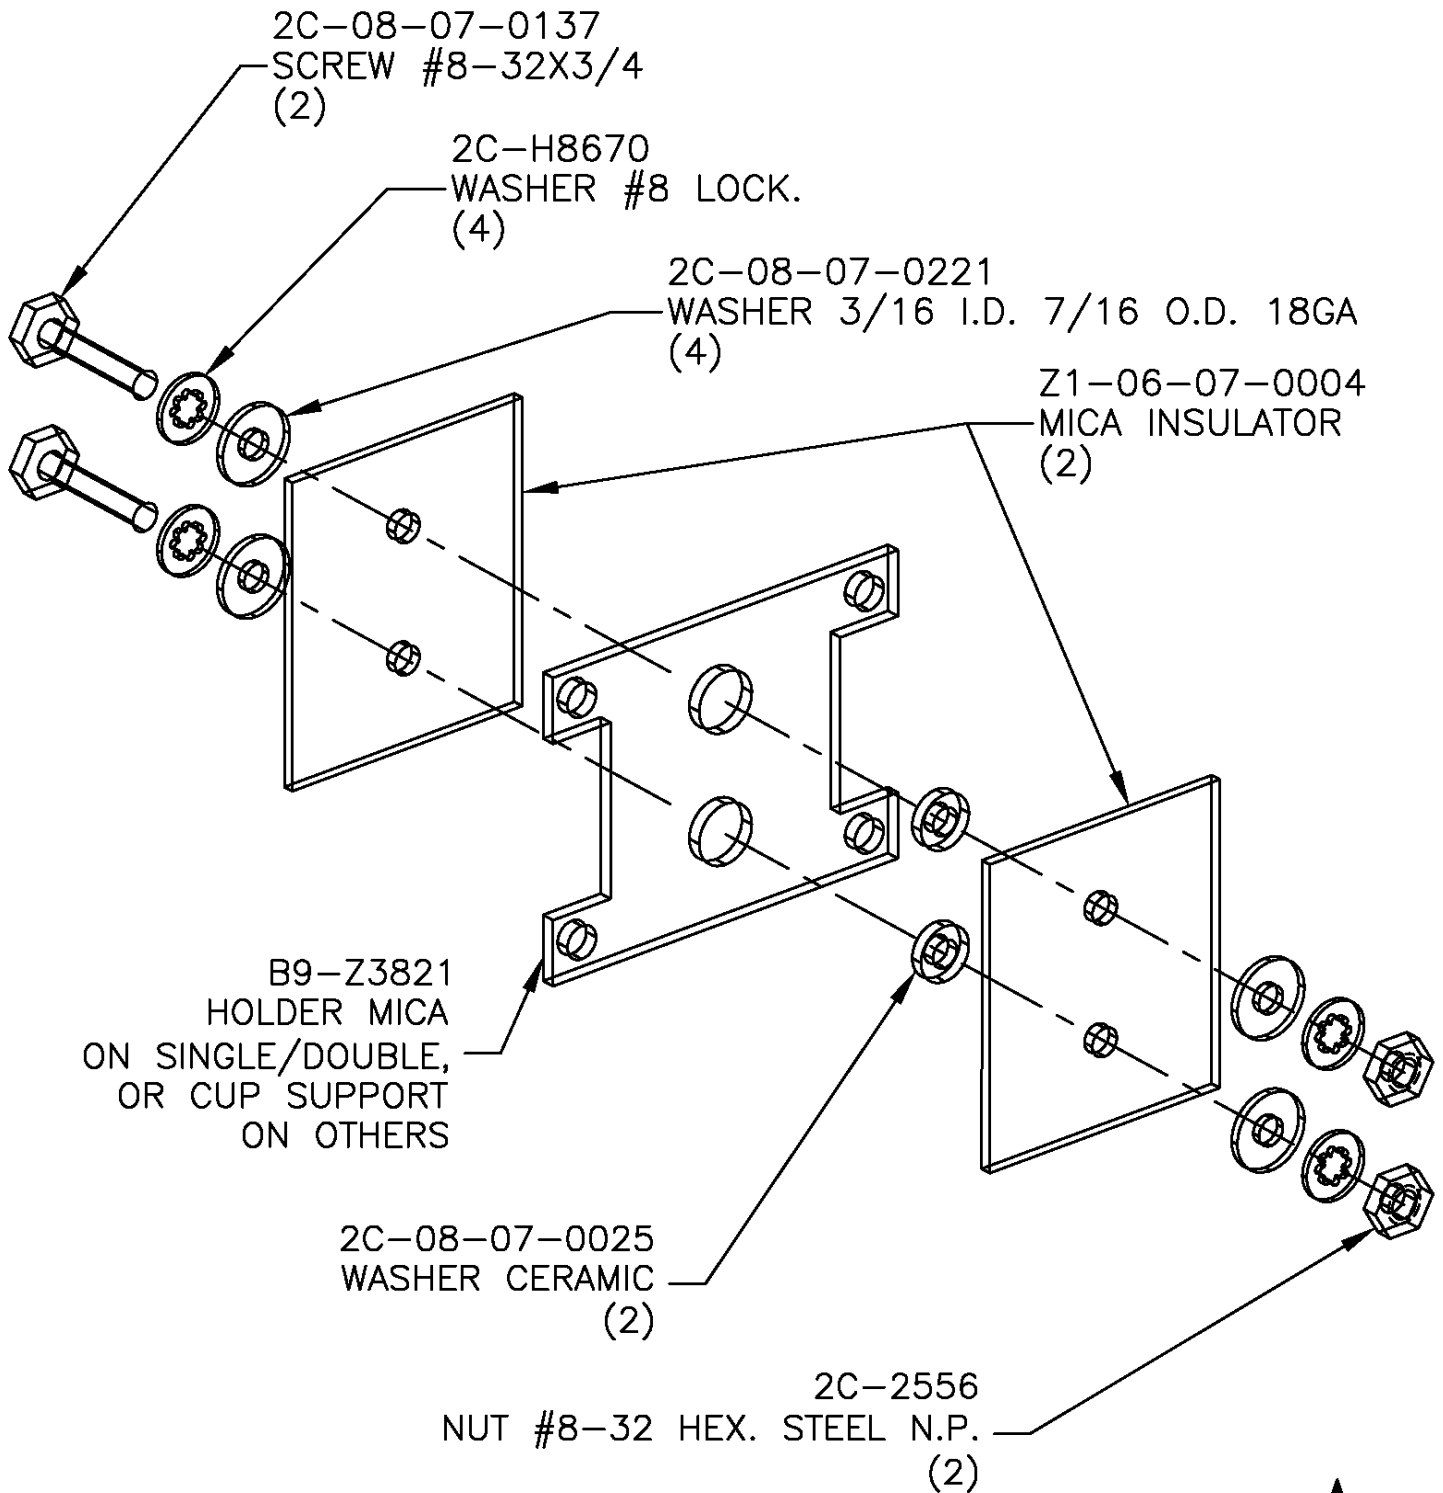 2C-08-07-0137
SCREW #8-32X3/4
(2)
2C-H8670
WASHER #8 LOCK.
(4)
2C-08-07-0221
WASHER 3/16 I.D. 7/16 O.D. 18GA
(4)
Z1-06-07-0004
MICA INSULATOR
(2)
B9-Z3821
HOLDER MICA
ON SINGLE/DOUBLE,
OR CUP SUPPORT
ON OTHERS
2C-08-07-0025
WASHER CERAMIC
(2)
2C-2556
NUT #8-32 HEX. STEEL N.P.
(2)